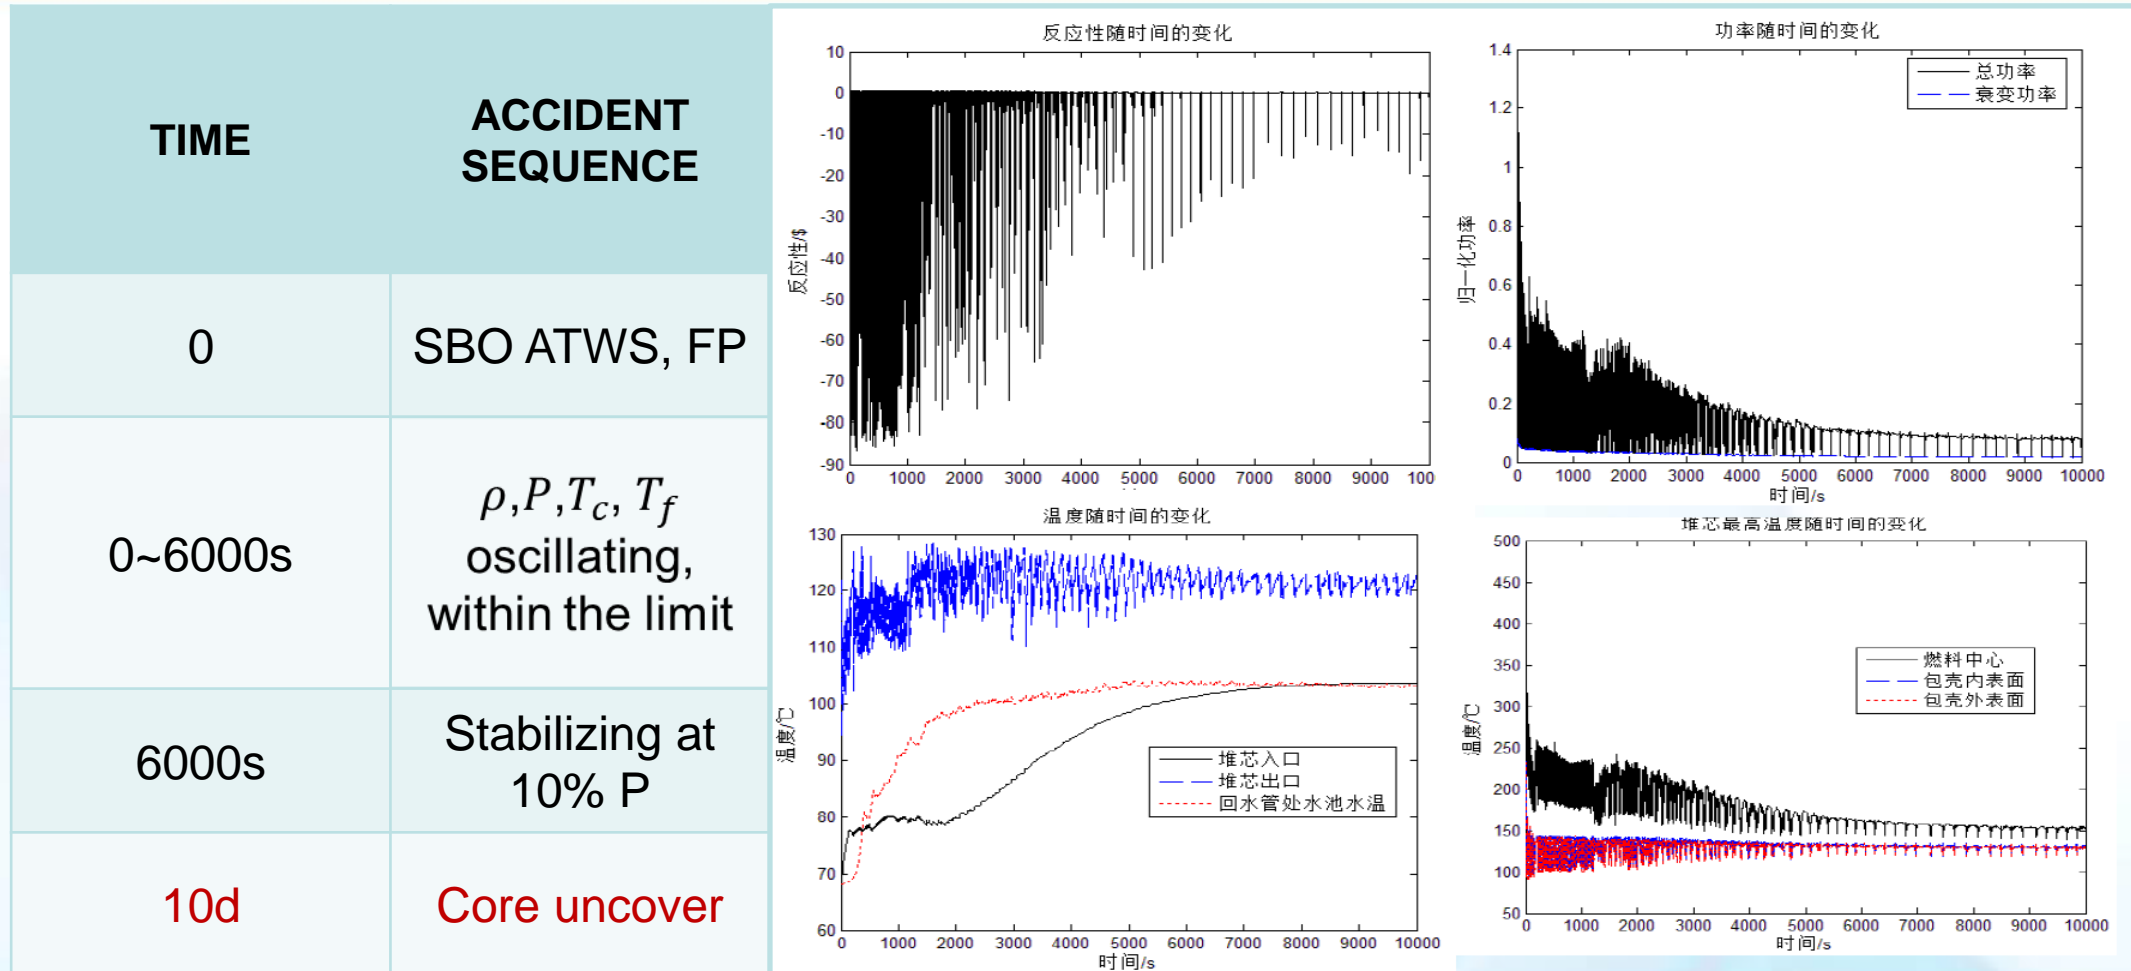 TIME
ACCIDENT
SEQUENCE
0
SBO ATWS, FP
0~6000s
ρ,P,T_c, T_f
oscillating,
within the limit
6000s
Stabilizing at
10% P
10d
Core uncover
反应性随时间的变化
反应性/$
10
0
-10
-20
-30
-40
-50
-60
-70
-80
-90
0 1000 2000 3000 4000 5000 6000 7000 8000 9000 100
功率随时间的变化
归一化功率
1.4
1.2
1
0.8
0.6
0.4
0.2
0
总功率
衰变功率
0 1000 2000 3000 4000 5000 6000 7000 8000 9000 10000
时间/s
温度随时间的变化
温度/℃
130
120
110
100
90
80
70
60
堆芯入口
堆芯出口
回水管处水池水温
0 1000 2000 3000 4000 5000 6000 7000 8000 9000 10000
时间/s
堆芯最高温度随时间的变化
温度/℃
500
450
400
350
300
250
200
150
100
50
燃料中心
包壳内表面
包壳外表面
0 1000 2000 3000 4000 5000 6000 7000 8000 9000 10000
时间/s